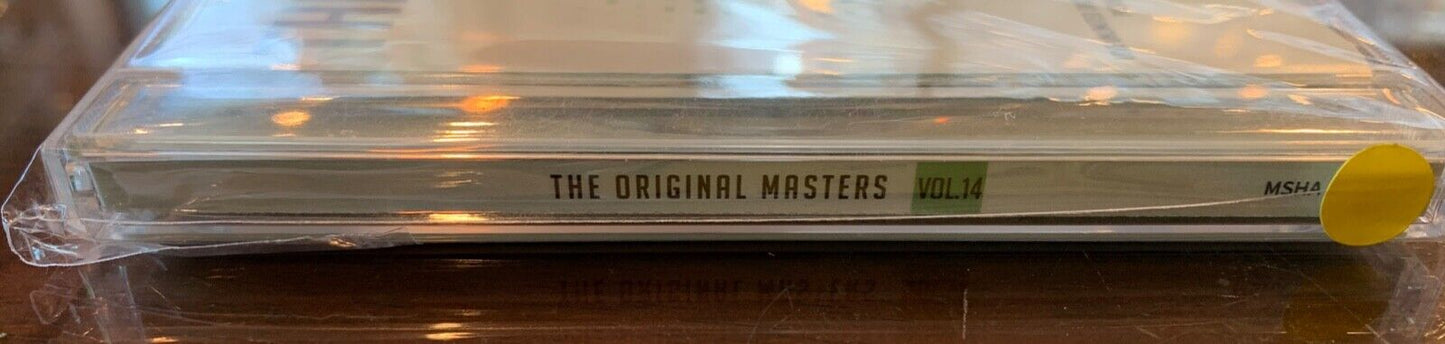 THE ORIGINAL MASTERS VOL.14 MSHA